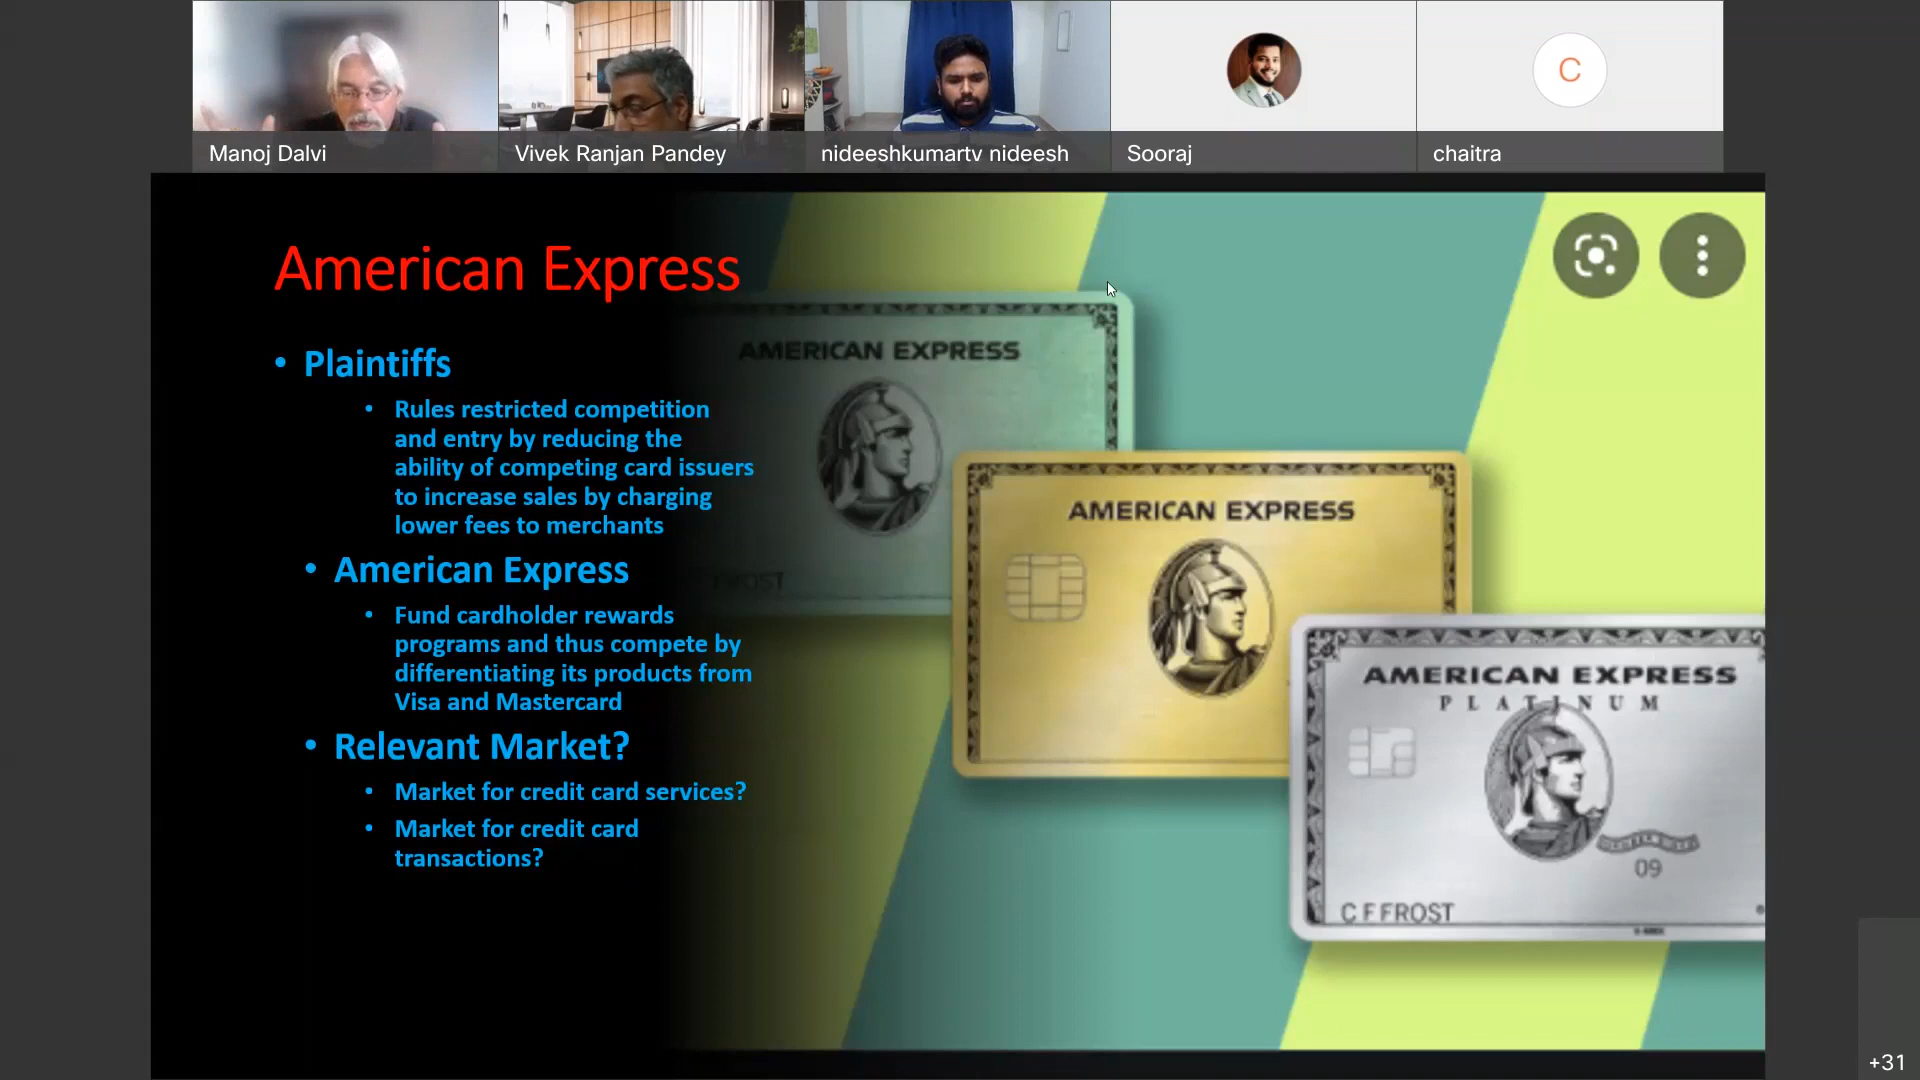 Manoj Dalvi
Vivek Ranjan Pandey
nideeshkumartv nideesh
Sooraj
C
chaitra
American Express
• Plaintiffs
• Rules restricted competition
and entry by reducing the
ability of competing card issuers
to increase sales by charging
lower fees to merchants
• American Express
• Fund cardholder rewards
programs and thus compete by
differentiating its products from
Visa and Mastercard
• Relevant Market?
• Market for credit card services?
• Market for credit card
transactions?
AMERICAN EXPRESS
FROST
AMERICAN EXPRESS
AMERICAN EXPRESS
PLATINUM
09
C F FROST
+31